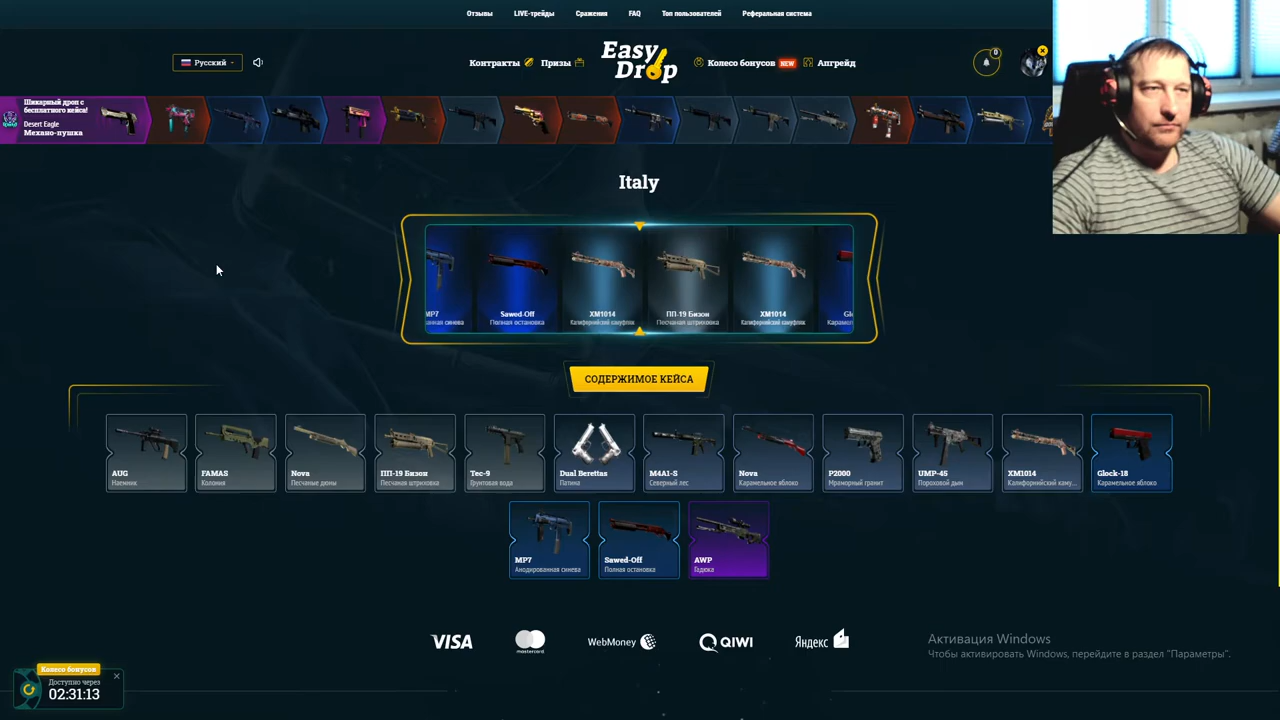 Отзывы
LIVE-трейды
Сражения
FAQ
Топ пользователей
Реферальная система
Русский
Контракты
Призы
Easy
Drop
Колесо бонусов NEW
Апгрейд
0
Шикарный дроп с
бесплатного кейса!
Desert Eagle
Механо-пушка
Italy
MP7
Sawed-Off
Полная остановка
XM1014
Калифорнийский камуфляж
ПП-19 Бизон
Песчаная штриховка
XM1014
Калифорнийский камуфляж
СОДЕРЖИМОЕ КЕЙСА
AUG
Наемник
FAMAS
Колония
Nova
Песчаные дюны
ПП-19 Бизон
Песчаная штриховка
Tec-9
Грунтовая вода
Dual Berettas
Патина
M4A1-S
Северный лес
Nova
Карамельное яблоко
P2000
Мраморный гранит
UMP-45
Пороховой дым
XM1014
Калифорнийский каму...
Glock-18
Карамельное яблоко
MP7
Анодированная синева
Sawed-Off
Полная остановка
AWP
Гадюка
VISA
mastercard
WebMoney
QIWI
Яндекс
Активация Windows
Чтобы активировать Windows, перейдите в раздел "Параметры".
Колесо бонусов
Доступно через
02:31:13